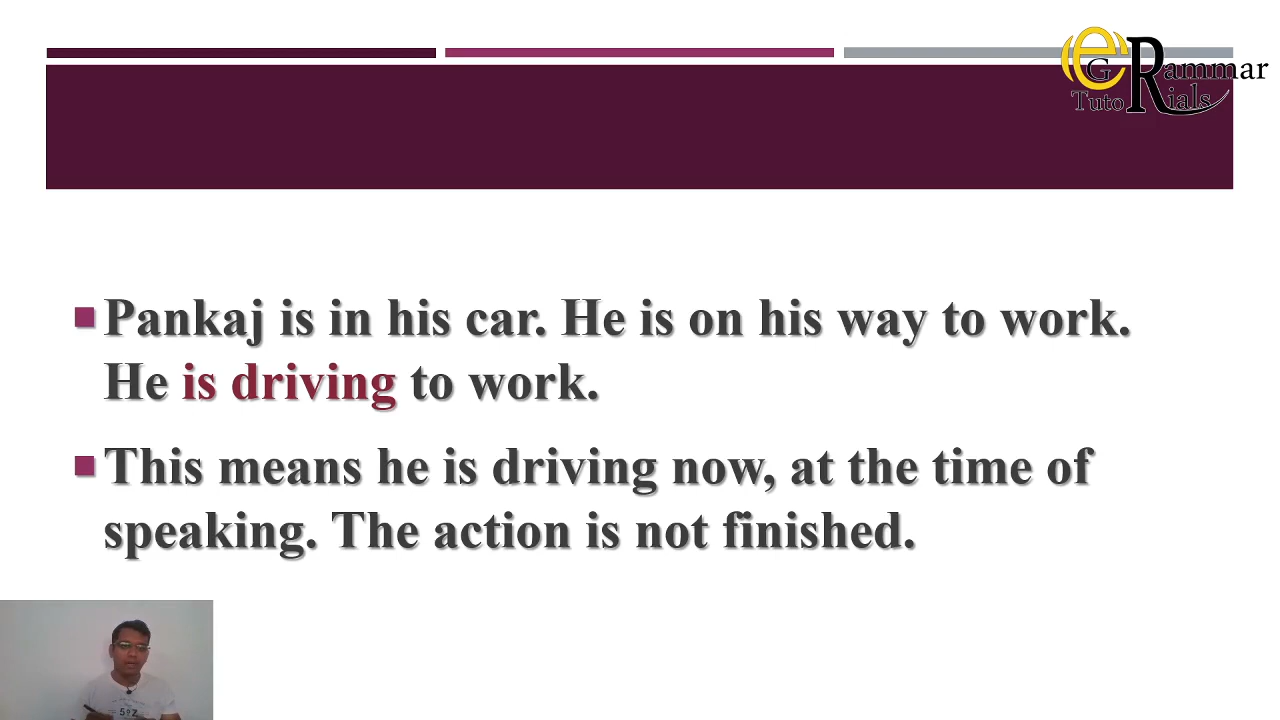 e Grammar
Tutorials
Pankaj is in his car. He is on his way to work.
He is driving to work.
This means he is driving now, at the time of
speaking. The action is not finished.